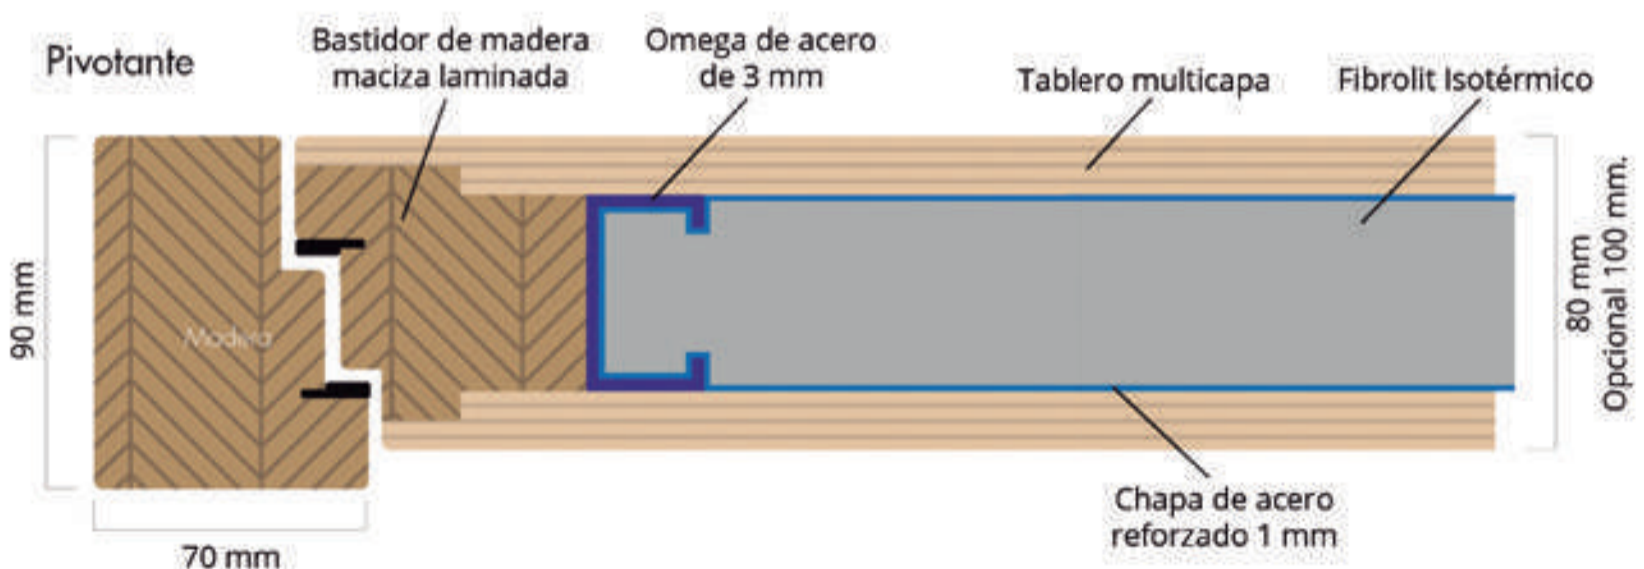 Pivotante
Bastidor de madera
maciza laminada
Omega de acero
de 3 mm
Tablero multicapa
Fibrolit Isotérmico
90 mm
Madera
70 mm
80 mm
Opcional 100 mm.
Chapa de acero
reforzado 1 mm